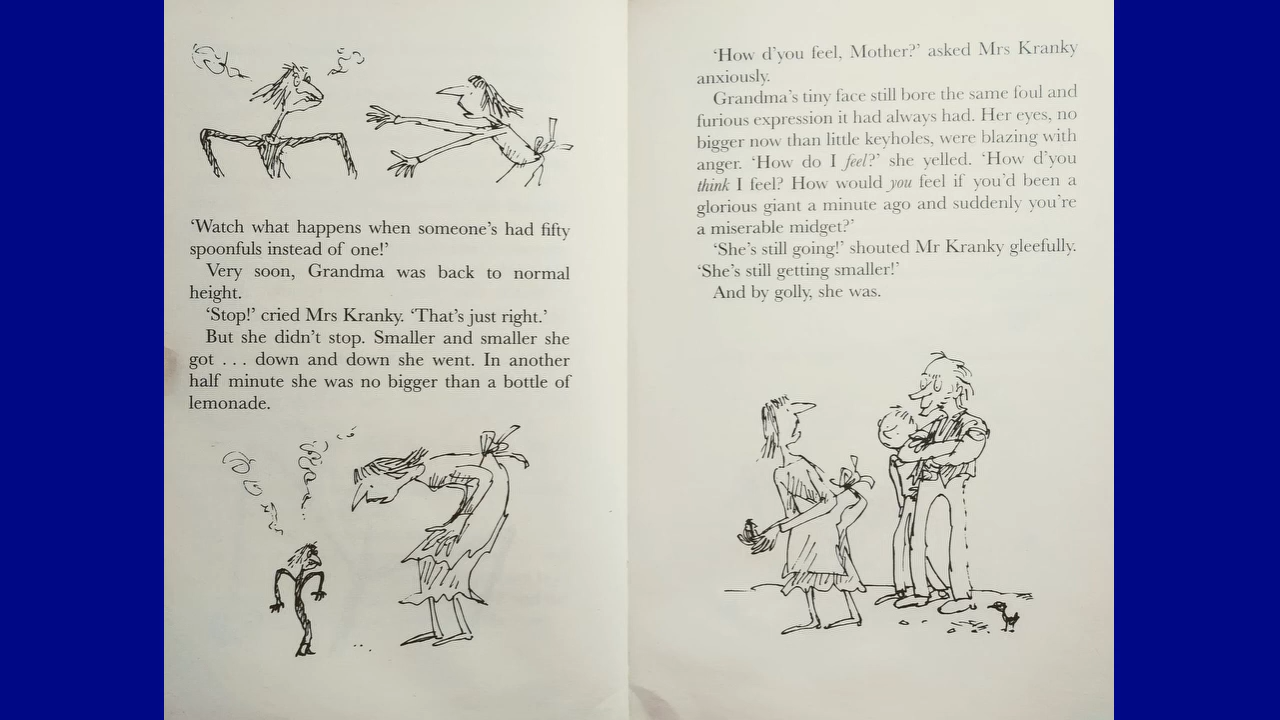 ‘Watch what happens when someone’s had fifty
spoonfuls instead of one!’
Very soon, Grandma was back to normal
height.
‘Stop!’ cried Mrs Kranky. ‘That’s just right.’
But she didn’t stop. Smaller and smaller she
got . . . down and down she went. In another
half minute she was no bigger than a bottle of
lemonade.
‘How d’you feel, Mother?’ asked Mrs Kranky
anxiously.
Grandma’s tiny face still bore the same foul and
furious expression it had always had. Her eyes, no
bigger now than little keyholes, were blazing with
anger. ‘How do I feel?’ she yelled. ‘How d’you
think I feel? How would you feel if you’d been a
glorious giant a minute ago and suddenly you’re
a miserable midget?’
‘She’s still going!’ shouted Mr Kranky gleefully.
‘She’s still getting smaller!’
And by golly, she was.